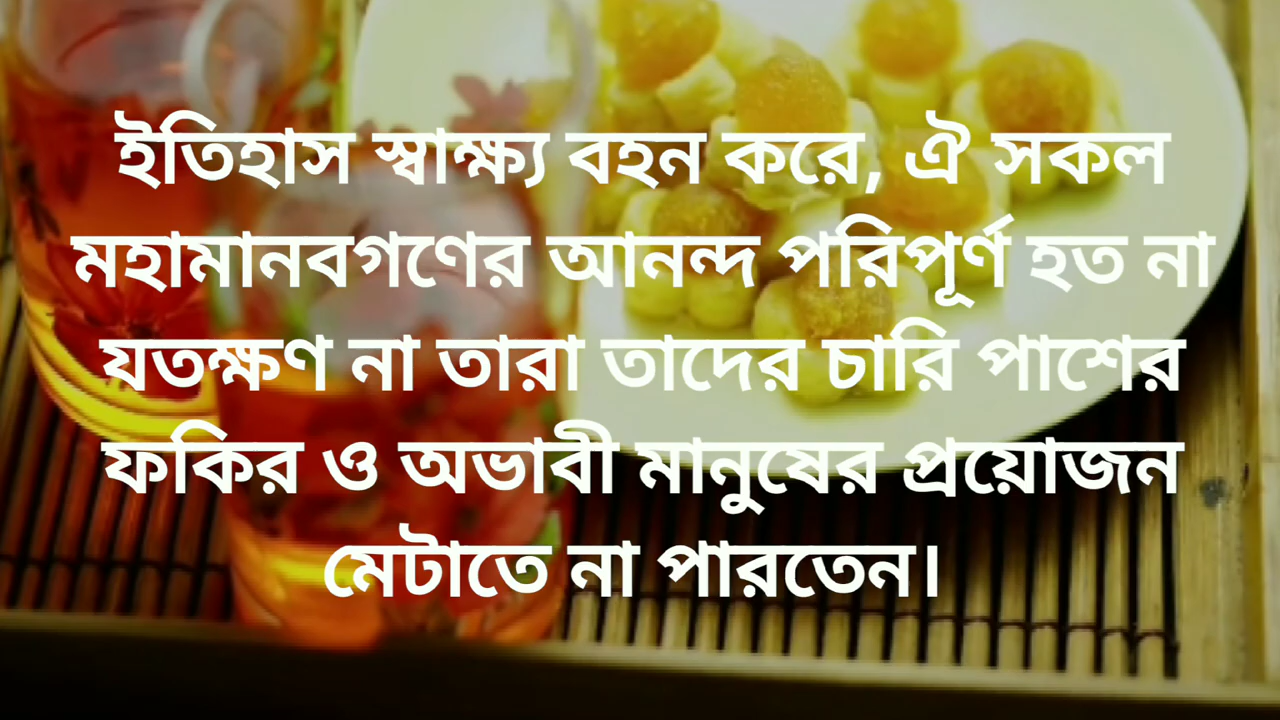 ইতিহাস স্বাক্ষ্য বহন করে, ঐ সকল
মহামানবগণের আনন্দ পরিপূর্ণ হত না
যতক্ষণ না তারা তাদের চারি পাশের
ফকির ও অভাবী মানুষের প্রয়োজন
মেটাতে না পারতেন।